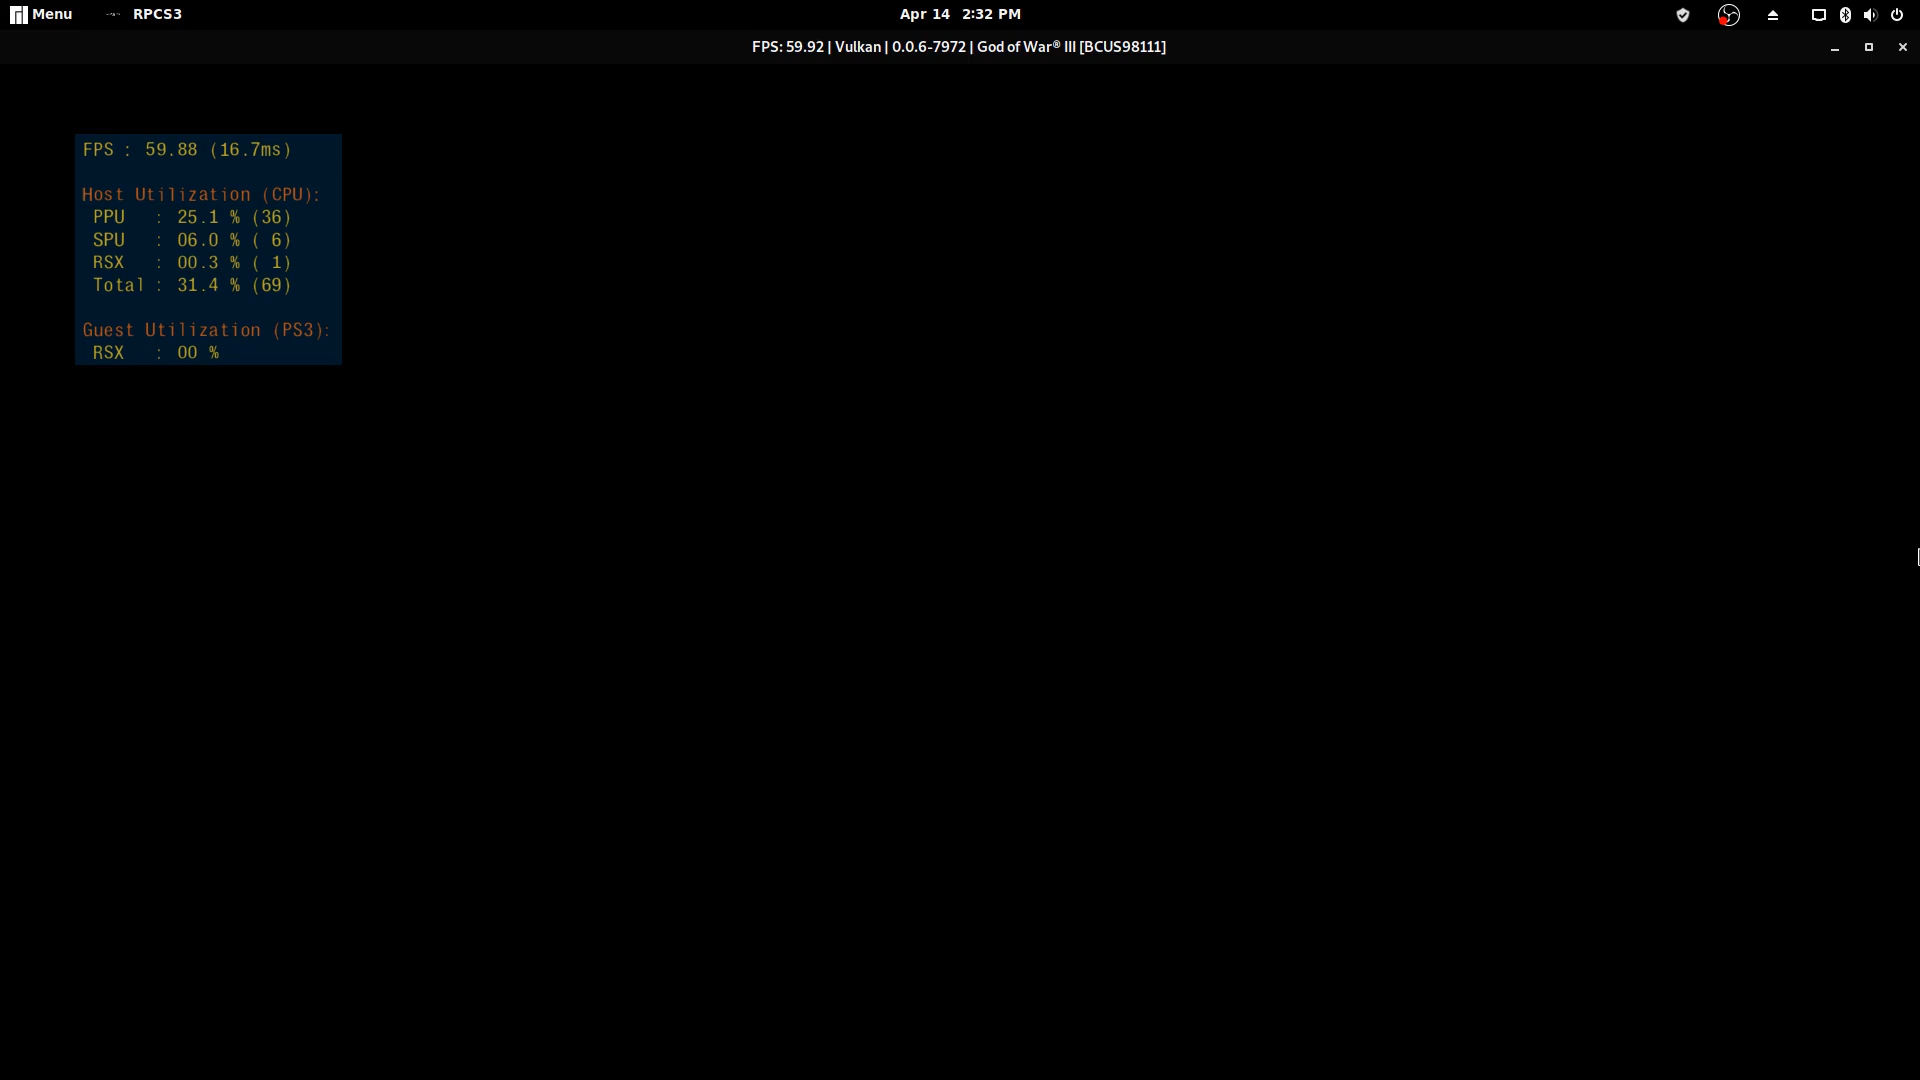 Menu RPCS3 Apr 14 2:32 PM
FPS: 59.92 | Vulkan | 0.0.6-7972 | God of War® III [BCUS98111]
FPS : 59.88 (16.7ms)
Host Utilization (CPU):
PPU : 25.1 % (36)
SPU : 06.0 % ( 6)
RSX : 00.3 % ( 1)
Total : 31.4 % (69)
Guest Utilization (PS3):
RSX : 00 %